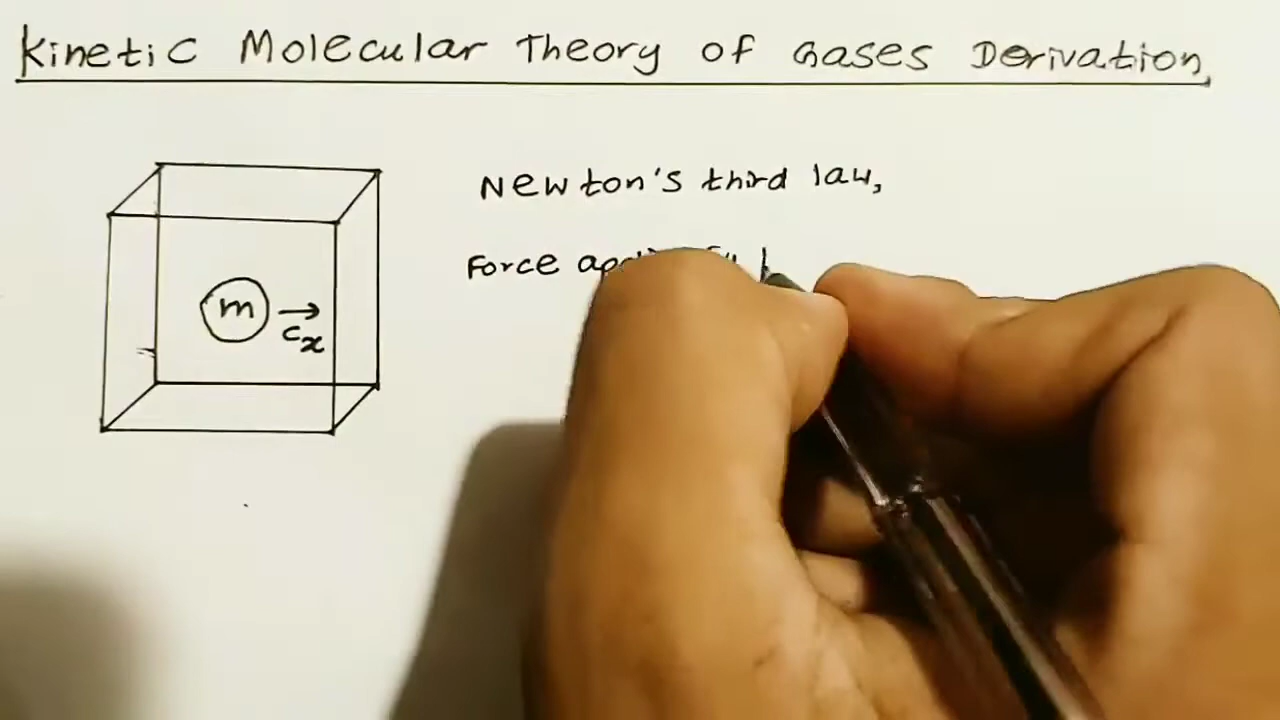 Kinetic Molecular Theory of Gases Derivation,
Newton's third law,
Force
m
cx